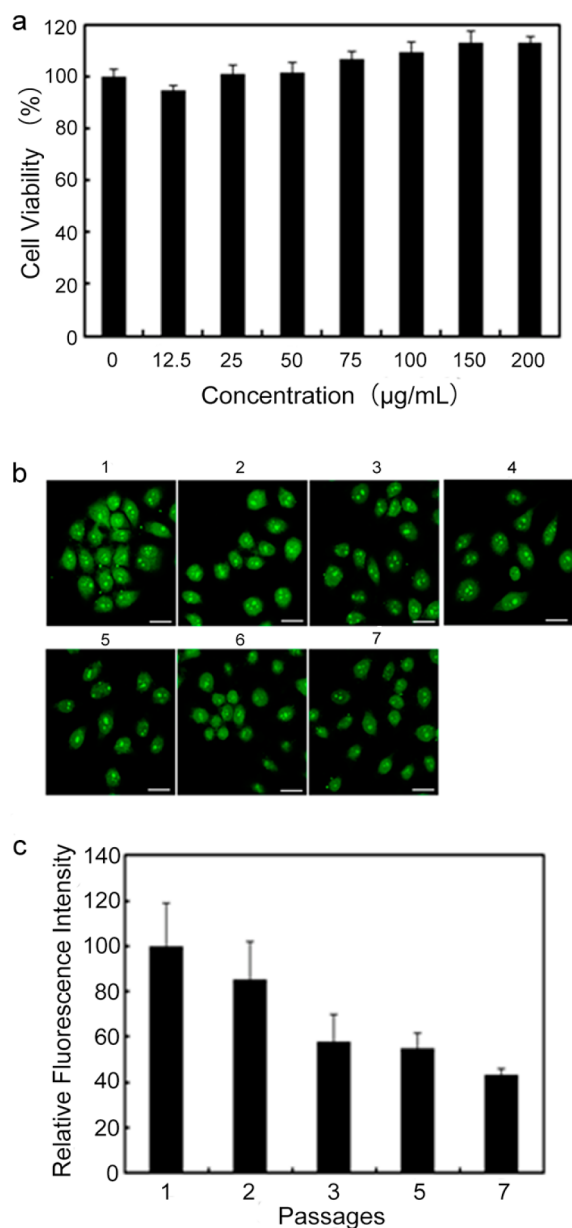 a
120
100
80
60
40
20
0
Cell Viability (%)
0 12.5 25 50 75 100 150 200
Concentration (μg/mL)
b
1 2 3 4
5 6 7
c
140
120
100
80
60
40
20
0
Relative Fluorescence Intensity
1 2 3 5 7
Passages